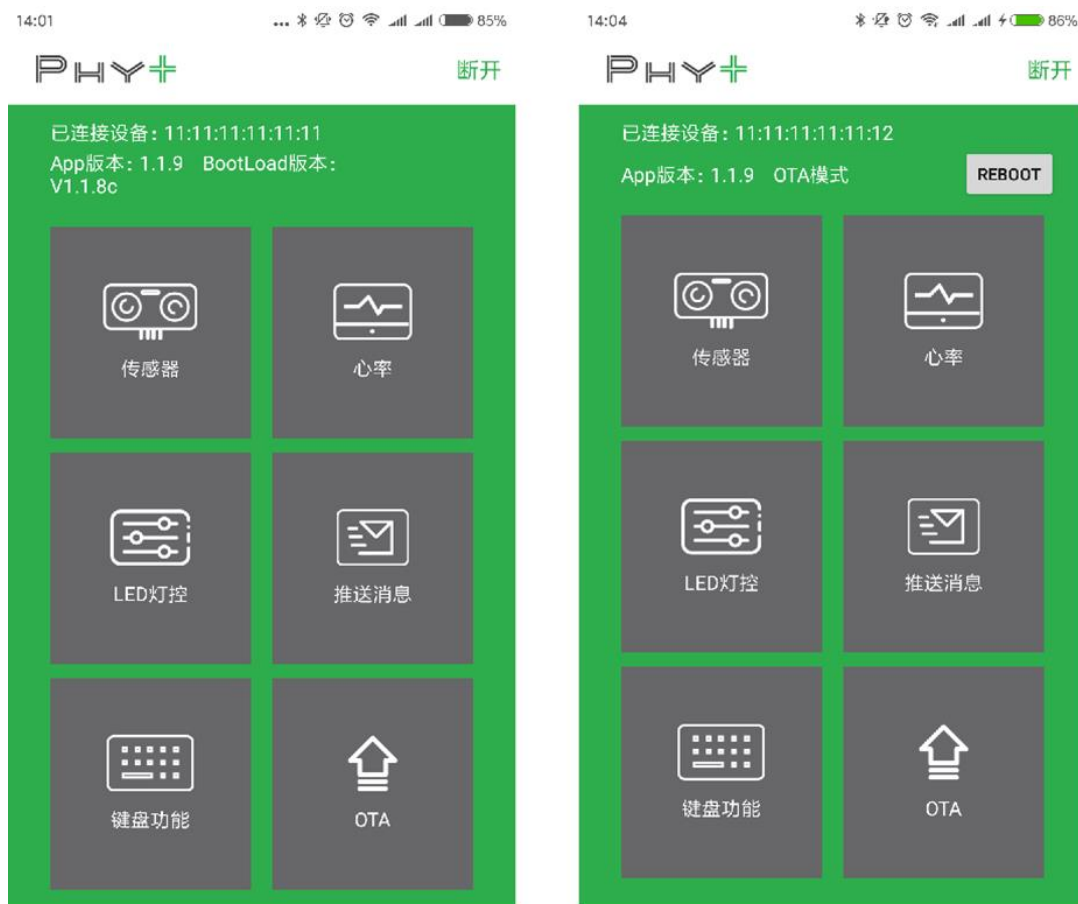 14:01
... 85%
PHY+
断开
已连接设备: 11:11:11:11:11:11
App版本: 1.1.9 BootLoad版本:
V1.1.8c
传感器
心率
LED灯控
推送消息
键盘功能
OTA
14:04
86%
PHY+
断开
已连接设备: 11:11:11:11:11:12
App版本: 1.1.9 OTA模式
REBOOT
传感器
心率
LED灯控
推送消息
键盘功能
OTA